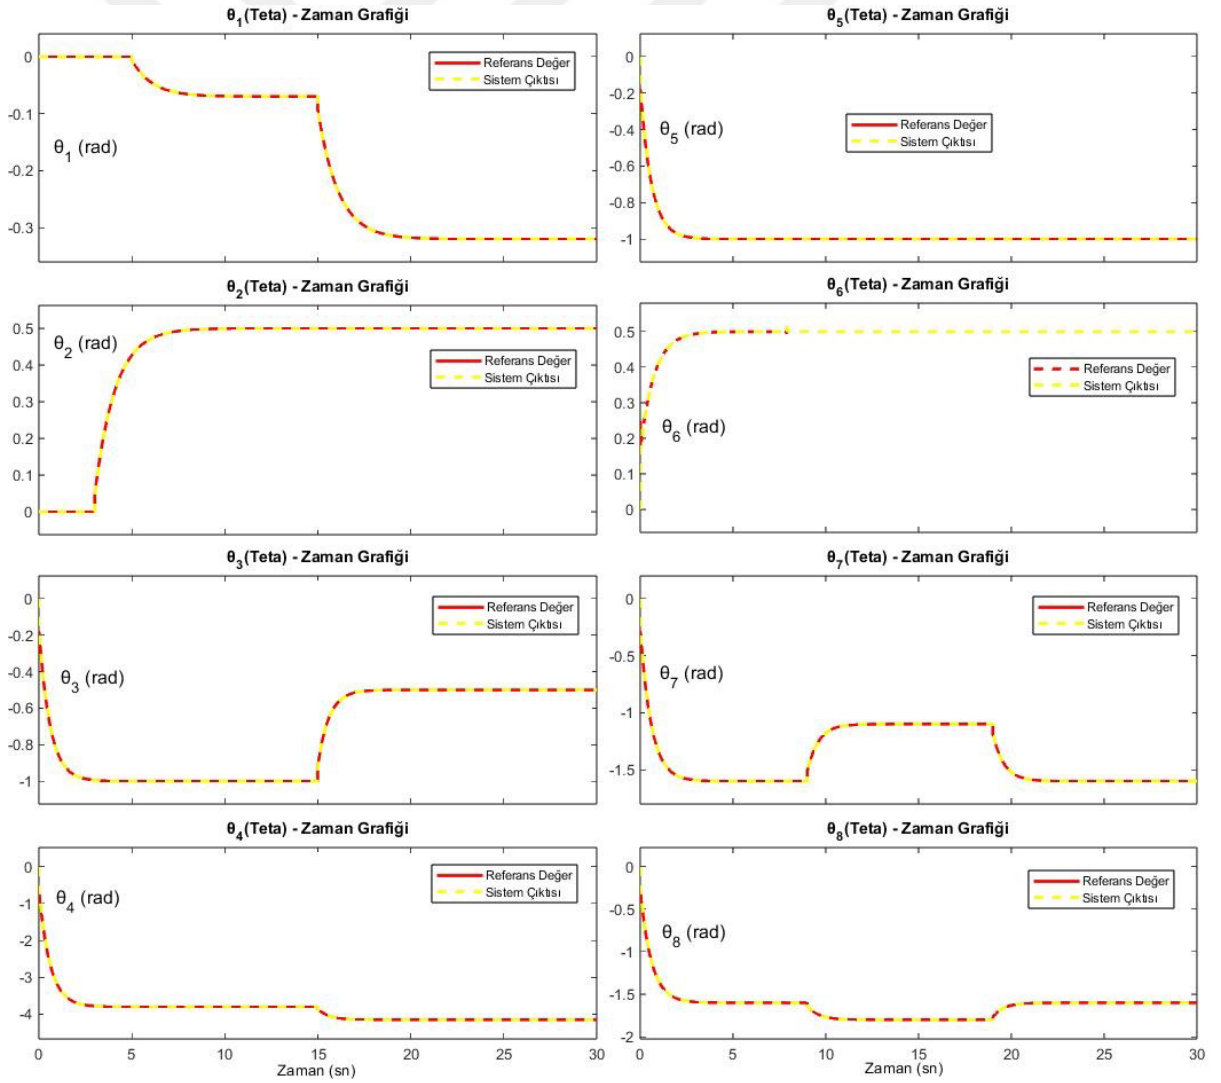 θ1(Teta) - Zaman Grafiği
0
-0.1
-0.2
-0.3
θ1 (rad)
Referans Değer
Sistem Çıktısı
θ5(Teta) - Zaman Grafiği
0
-0.2
-0.4
-0.6
-0.8
-1
θ5 (rad)
Referans Değer
Sistem Çıktısı
θ2(Teta) - Zaman Grafiği
0.5
0.4
0.3
0.2
0.1
0
θ2 (rad)
Referans Değer
Sistem Çıktısı
θ6(Teta) - Zaman Grafiği
0.5
0.4
0.3
0.2
0.1
0
θ6 (rad)
Referans Değer
Sistem Çıktısı
θ3(Teta) - Zaman Grafiği
0
-0.2
-0.4
-0.6
-0.8
-1
θ3 (rad)
Referans Değer
Sistem Çıktısı
θ7(Teta) - Zaman Grafiği
0
-0.5
-1
-1.5
θ7 (rad)
Referans Değer
Sistem Çıktısı
θ4(Teta) - Zaman Grafiği
0
-1
-2
-3
-4
θ4 (rad)
Referans Değer
Sistem Çıktısı
0 5 10 15 20 25 30
Zaman (sn)
θ8(Teta) - Zaman Grafiği
0
-0.5
-1
-1.5
-2
θ8 (rad)
Referans Değer
Sistem Çıktısı
0 5 10 15 20 25 30
Zaman (sn)